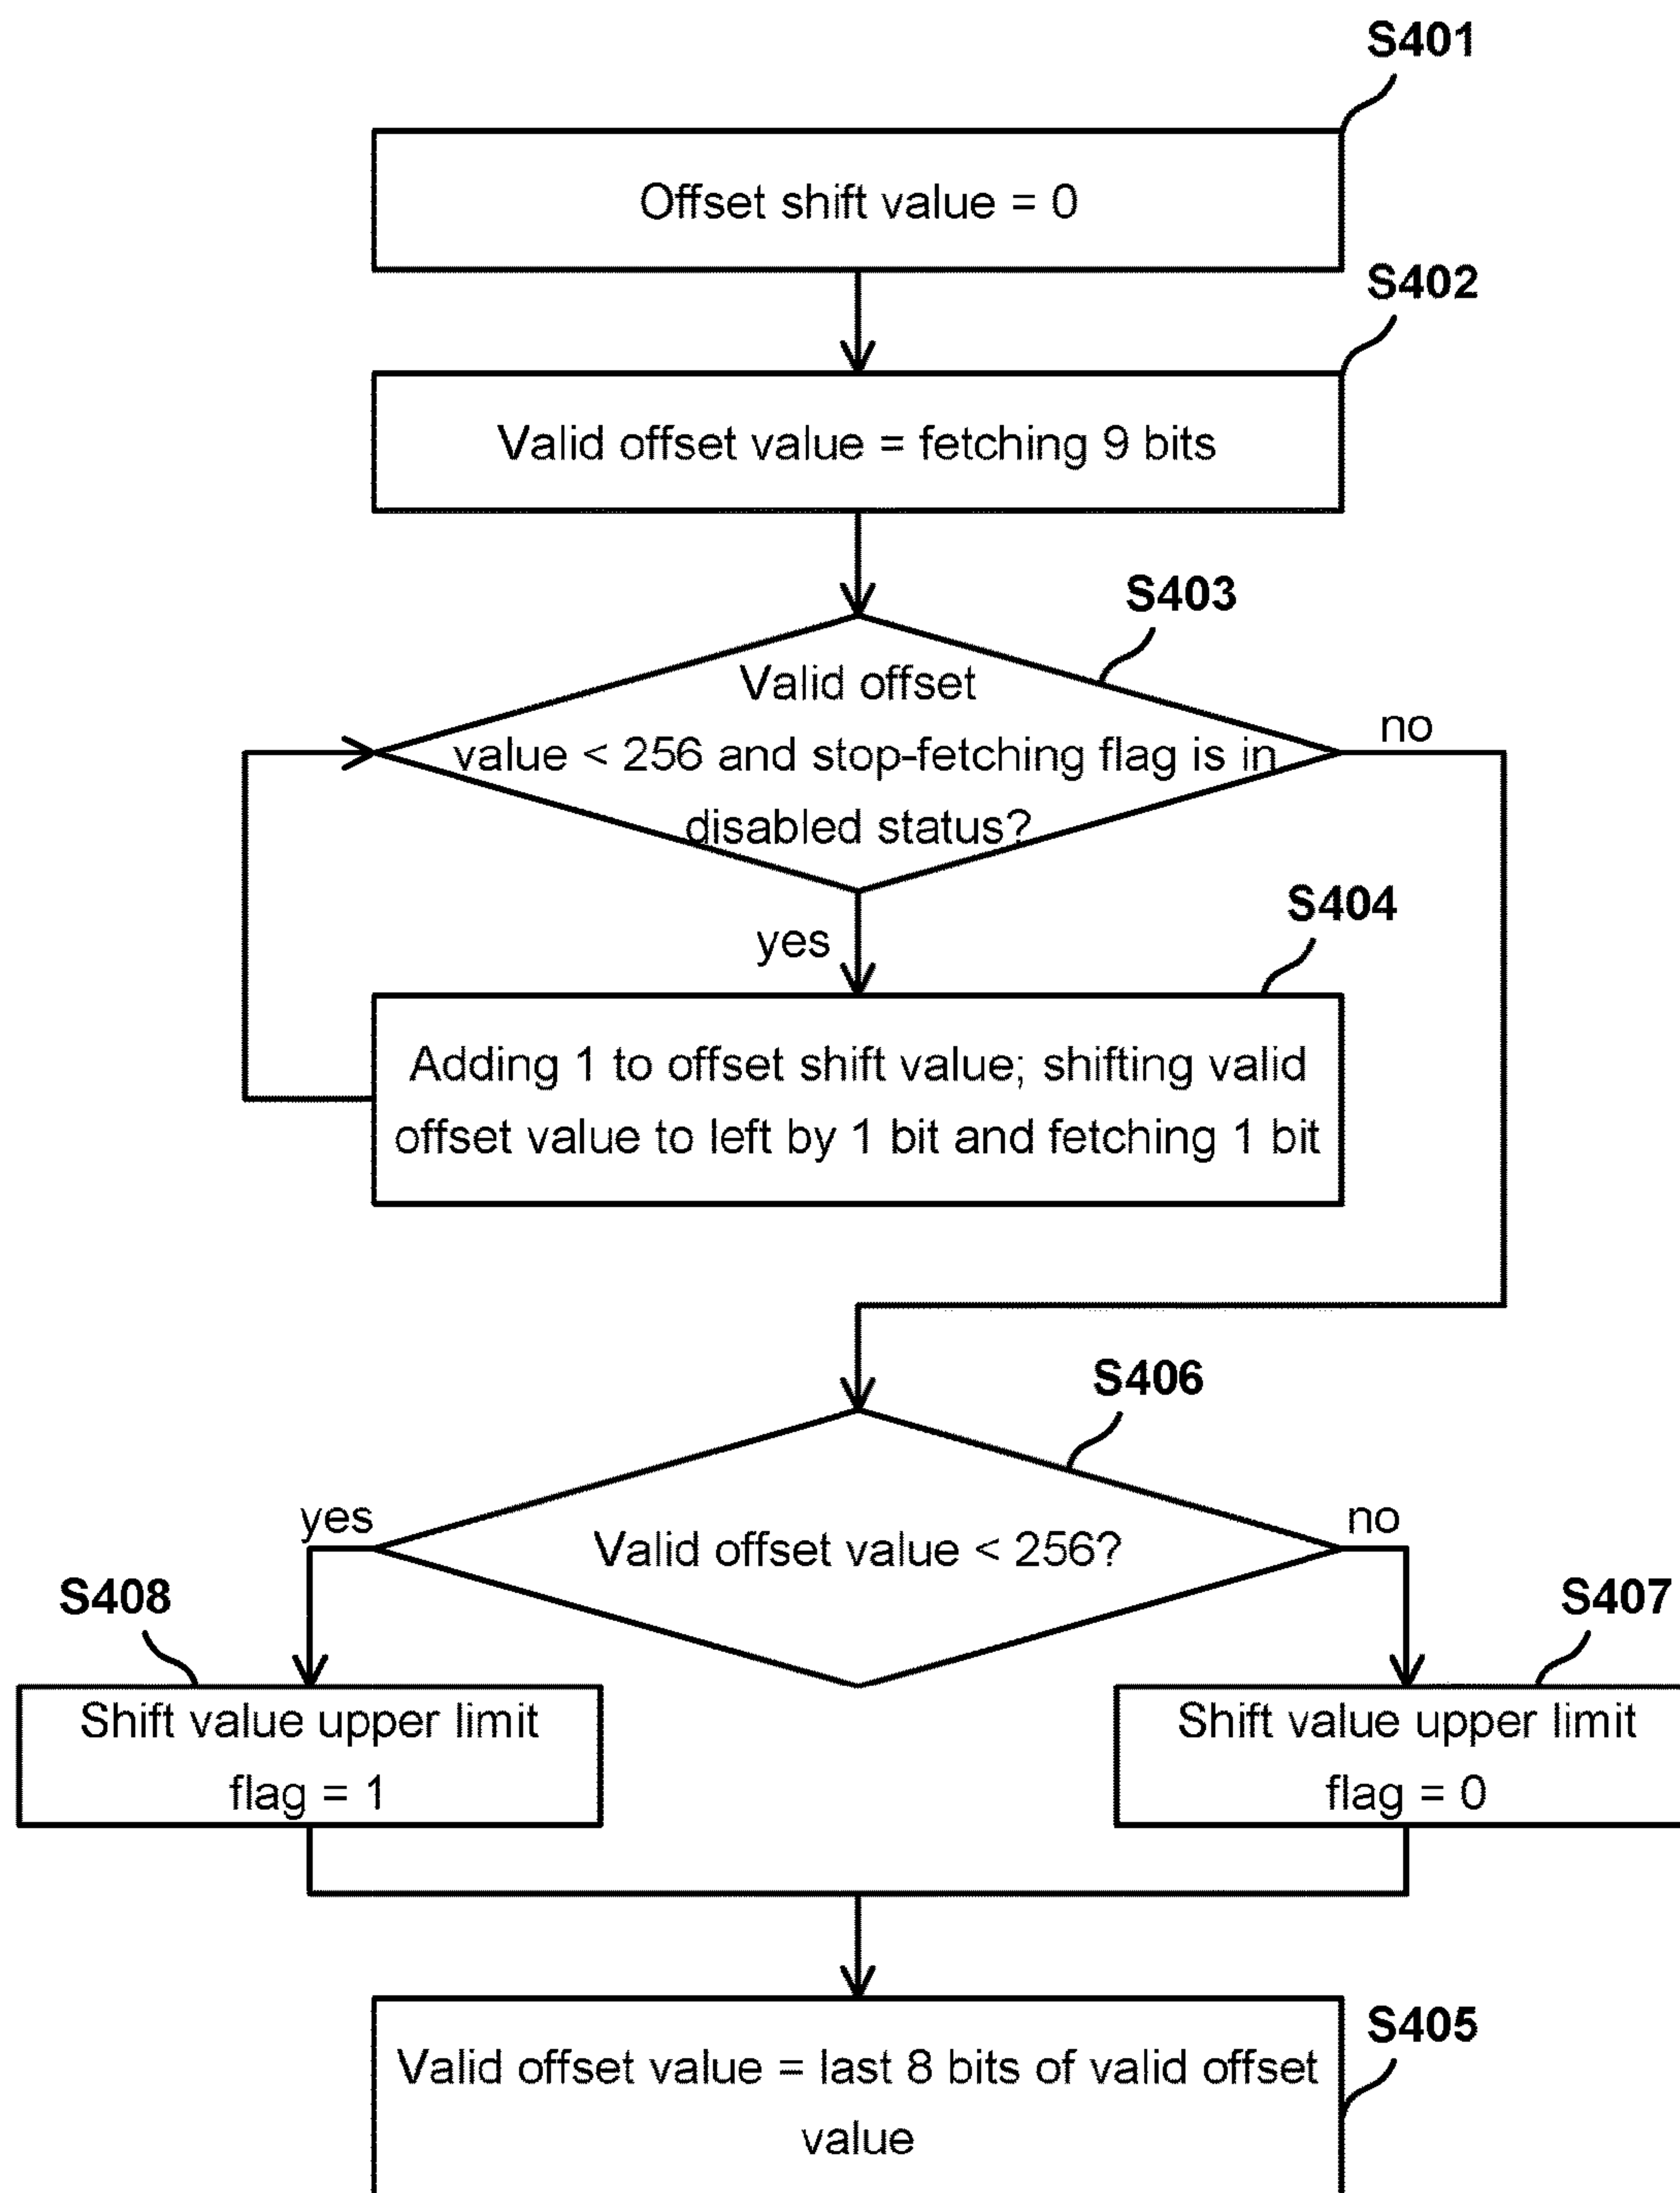 S401
Offset shift value = 0
S402
Valid offset value = fetching 9 bits
S403
Valid offset
value < 256 and stop-fetching flag is in
disabled status?
no
yes
S404
Adding 1 to offset shift value; shifting valid
offset value to left by 1 bit and fetching 1 bit
S406
Valid offset value < 256?
yes
no
S408
S407
Shift value upper limit
flag = 1
Shift value upper limit
flag = 0
S405
Valid offset value = last 8 bits of valid offset
value